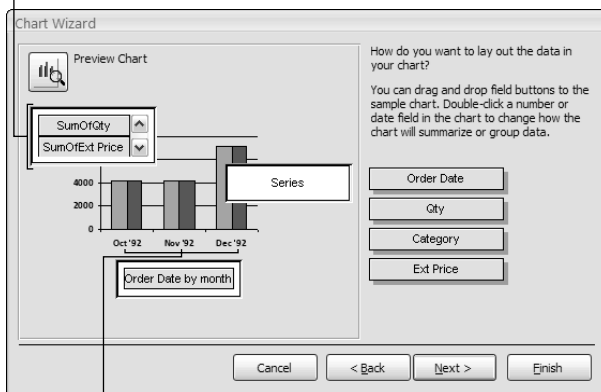 Chart Wizard
Preview Chart
SumOfQty
SumOfExt Price
4000
2000
0
Series
Oct '92 Nov '92 Dec '92
Order Date by month
How do you want to lay out the data in
your chart?
You can drag and drop field buttons to the
sample chart. Double-click a number or
date field in the chart to change how the
chart will summarize or group data.
Order Date
Qty
Category
Ext Price
Cancel < Back Next > Finish